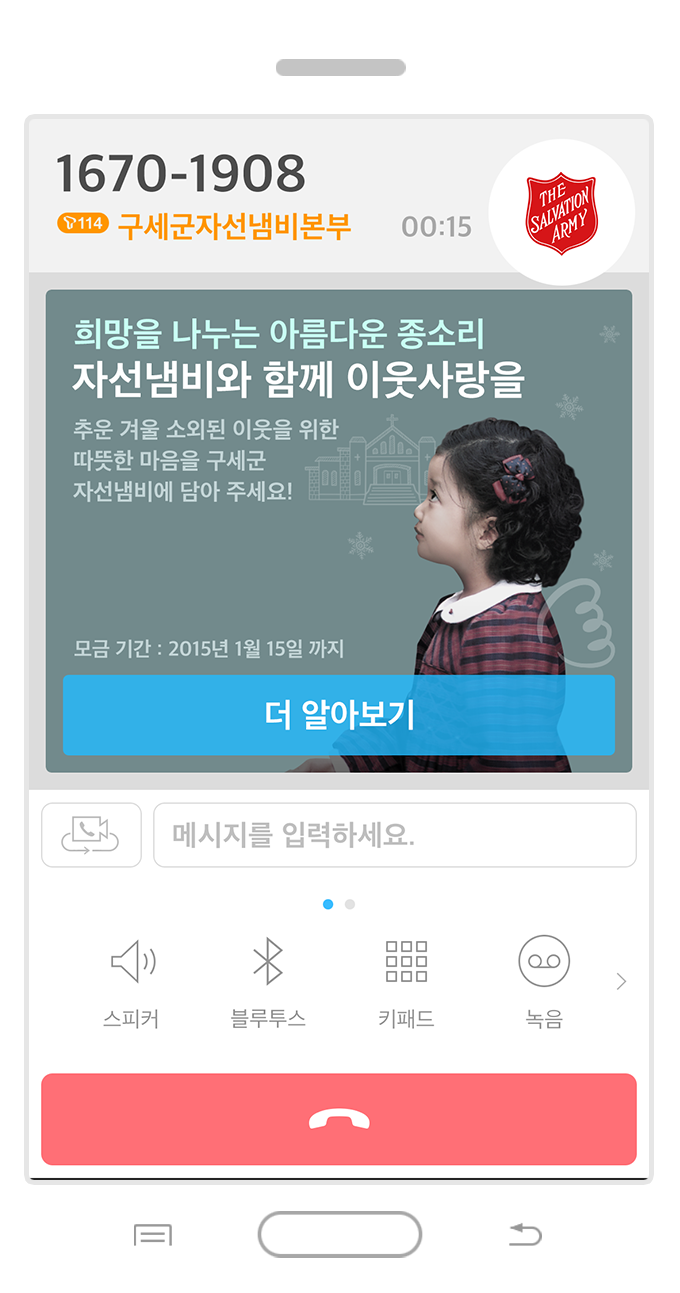 1670-1908
114 구세군자선냄비본부 00:15
THE
SALVATION
ARMY
희망을 나누는 아름다운 종소리
자선냄비와 함께 이웃사랑을
추운 겨울 소외된 이웃을 위한
따뜻한 마음을 구세군
자선냄비에 담아 주세요!
모금 기간 : 2015년 1월 15일 까지
더 알아보기
메시지를 입력하세요.
스피커 블루투스 키패드 녹음